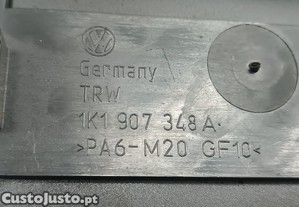 Germany
TRW
1K1 907 348 A.
>PA6-M20 GF10<
CustoJusto.pt